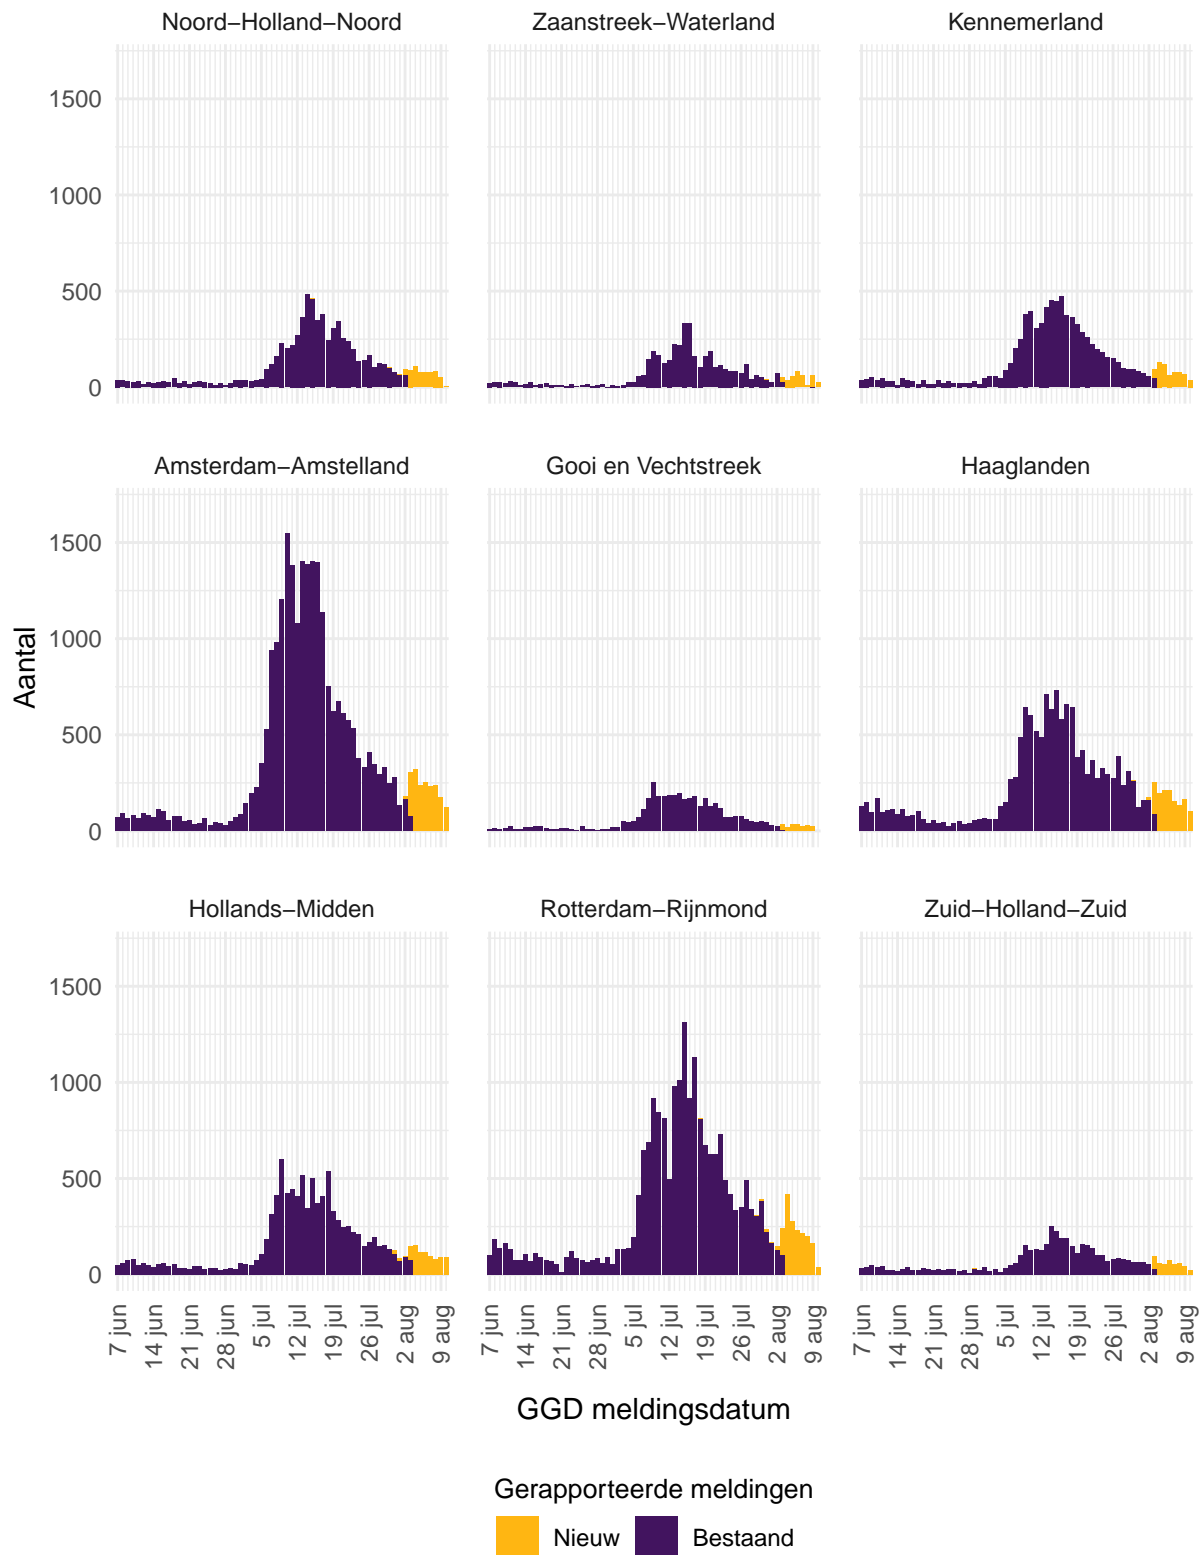 Noord−Holland−Noord Zaanstreek−Waterland Kennemerland
1500
1000
500
0
Amsterdam−Amstelland Gooi en Vechtstreek Haaglanden
1500
1000
500
0
Aantal
Hollands−Midden Rotterdam−Rijnmond Zuid−Holland−Zuid
1500
1000
500
0
7 jun 14 jun 21 jun 28 jun 5 jul 12 jul 19 jul 26 jul 2 aug 9 aug 7 jun 14 jun 21 jun 28 jun 5 jul 12 jul 19 jul 26 jul 2 aug 9 aug 7 jun 14 jun 21 jun 28 jun 5 jul 12 jul 19 jul 26 jul 2 aug 9 aug
GGD meldingsdatum
Gerapporteerde meldingen
Nieuw Bestaand